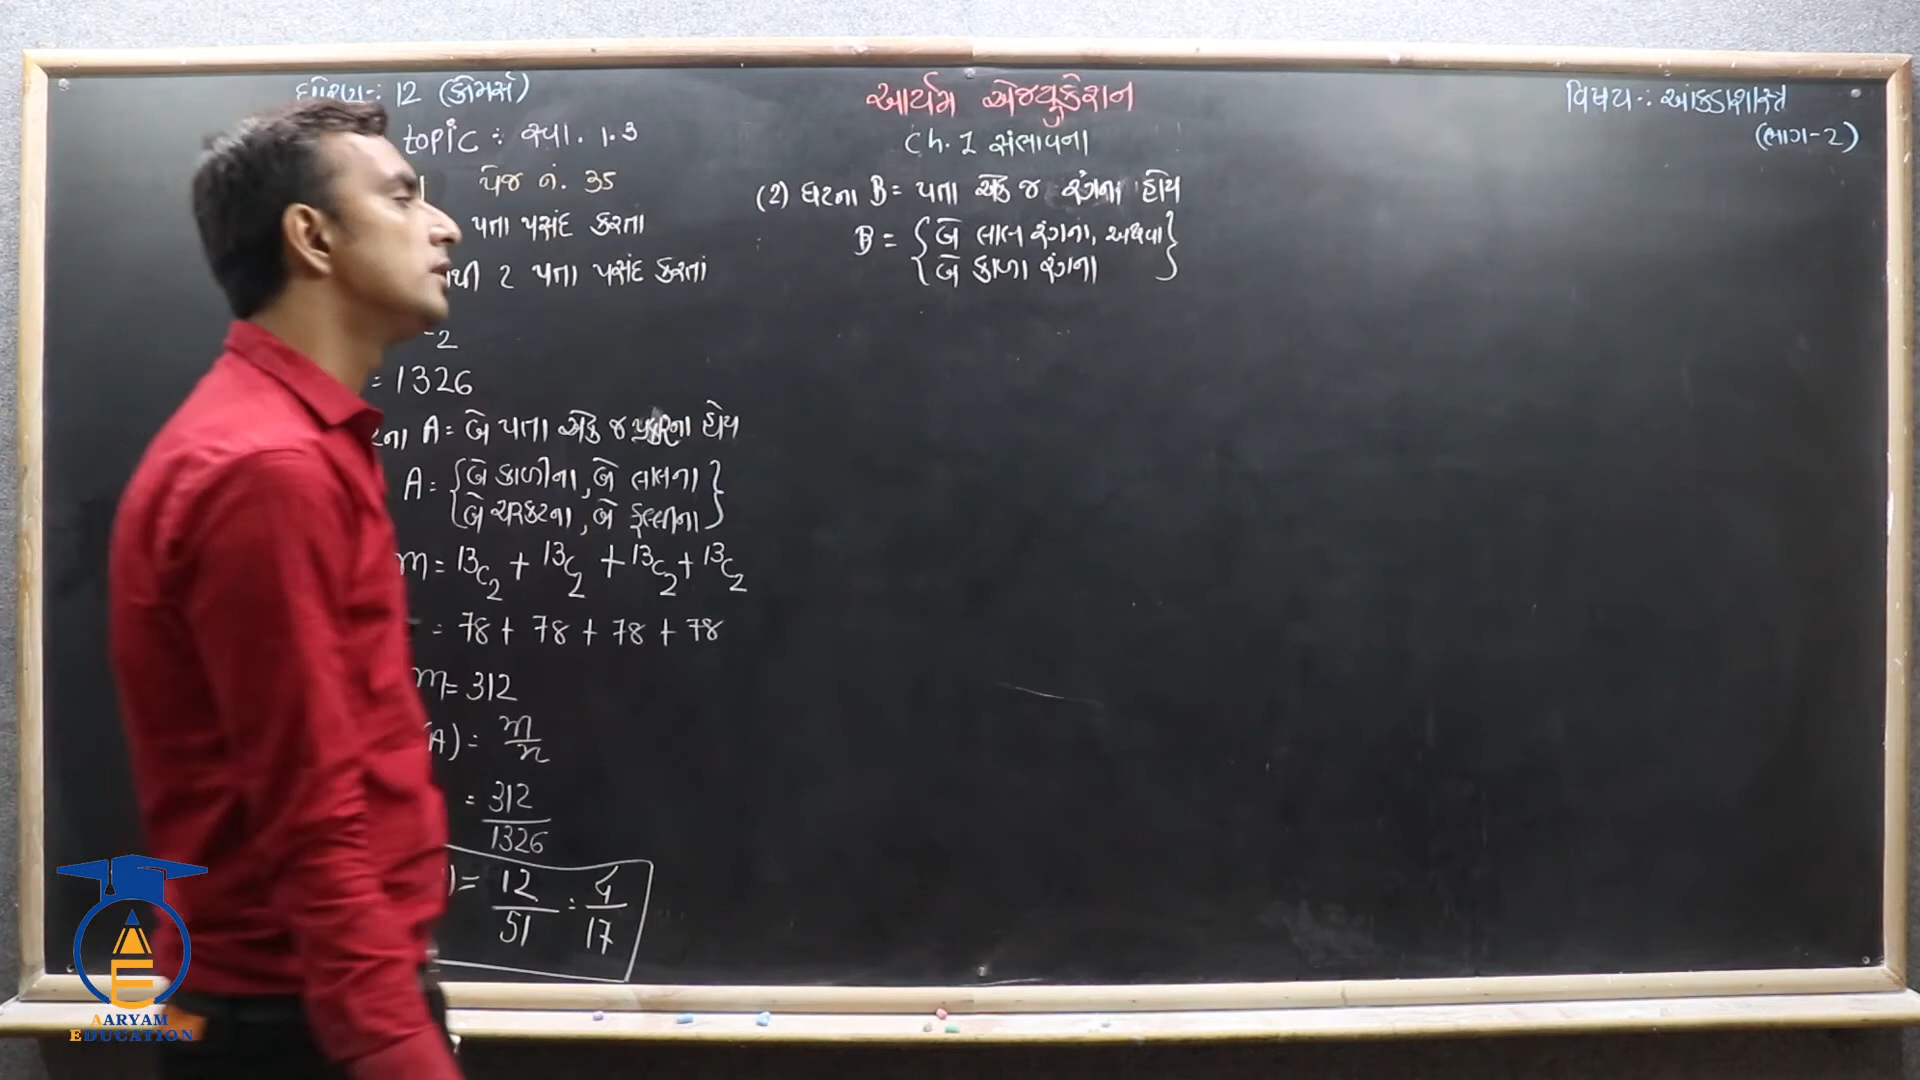 ધોરણ-: 12 (કોમર્સ)
topic : સ્વા. 1.3
પેજ નં. 35
પત્તા પસંદ કરતા
2 પત્તા પસંદ કરતાં
2
= 1326
A = બે પત્તા એક જ પ્રકારના હોય
A = {બે કાળીના, બે લાલના
બે ચરકટના, બે ફુલ્લીના}
m = 13C2 + 13C2 + 13C2 + 13C2
= 78 + 78 + 78 + 78
m = 312
(A) = m/n
= 312/1326
= 12/51 = 4/17
આર્યમ એજ્યુકેશન
Ch. 1 સંભાવના
(2) ઘટના B = પત્તા એક જ રંગના હોય
B = {બે લાલ રંગના, અથવા
બે કાળા રંગના}
વિષય-: આંકડાશાસ્ત્ર
(ભાગ-2)
AARYAM
EDUCATION